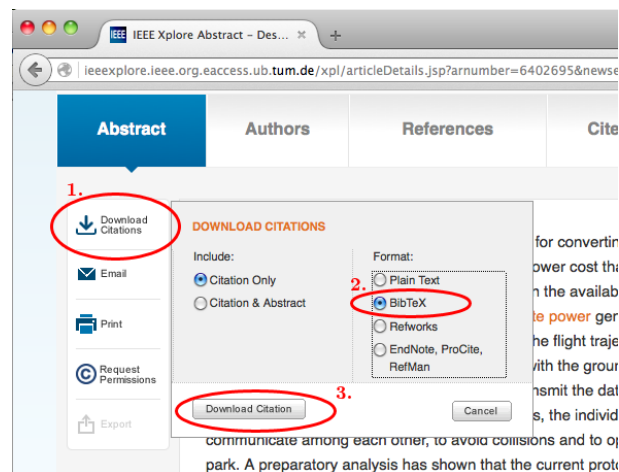 IEEE IEEE Xplore Abstract – Des... ×
ieeexplore.ieee.org.eaccess.ub.tum.de/xpl/articleDetails.jsp?arnumber=6402695&newse
Abstract Authors References Cite
1.
Download
Citations
Email
Print
Request
Permissions
Export
DOWNLOAD CITATIONS
Include:
Citation Only
Citation & Abstract
Format:
Plain Text
2. BibTeX
Refworks
EndNote, ProCite,
RefMan
3.
Download Citation
Cancel
for convertin
ower cost tha
n the availab
te power gen
he flight traje
with the groun
nsmit the dat
s, the individ
communicate among each other, to avoid collisions and to op
park. A preparatory analysis has shown that the current proto